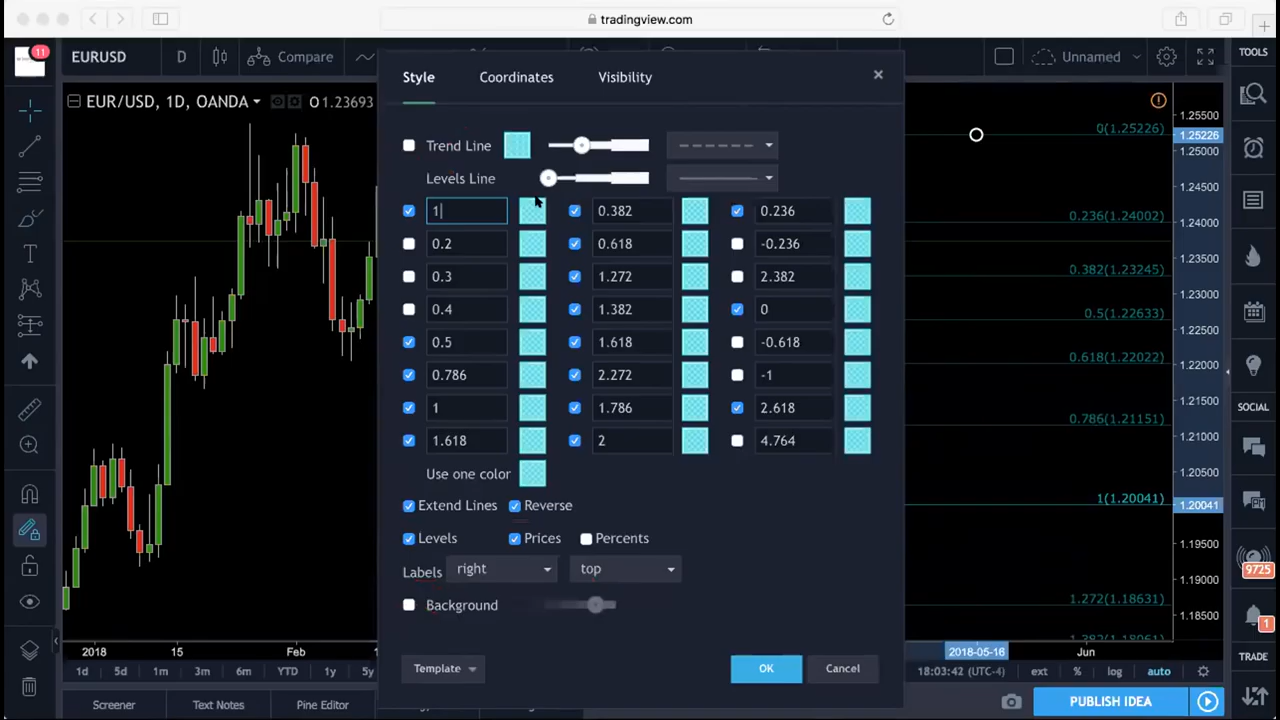 tradingview.com
11
EURUSD
D
Compare
Unnamed
TOOLS
Style
Coordinates
Visibility
EUR/USD, 1D, OANDA
O1.23693
Trend Line
Levels Line
1
0.382
0.236
0.2
0.618
-0.236
0.3
1.272
2.382
0.4
1.382
0
0.5
1.618
-0.618
0.786
2.272
-1
1
1.786
2.618
1.618
2
4.764
Use one color
Extend Lines
Reverse
Levels
Prices
Percents
Labels
right
top
Background
Template
OK
Cancel
1.25500
0(1.25226)
1.25226
1.25000
1.24500
0.236(1.24002)
1.24000
1.23500
0.382(1.23245)
1.23000
0.5(1.22633)
1.22500
0.618(1.22022)
1.22000
1.21500
0.786(1.21151)
1.21000
1.20500
1(1.20041)
1.20041
1.19500
1.19000
1.272(1.18631)
1.18500
1.382(1.18061)
SOCIAL
9725
1
TRADE
2018
15
Feb
2018-05-16
Jun
1d
5d
1m
3m
6m
YTD
1y
5y
18:03:42 (UTC-4)
ext
%
log
auto
Screener
Text Notes
Pine Editor
PUBLISH IDEA